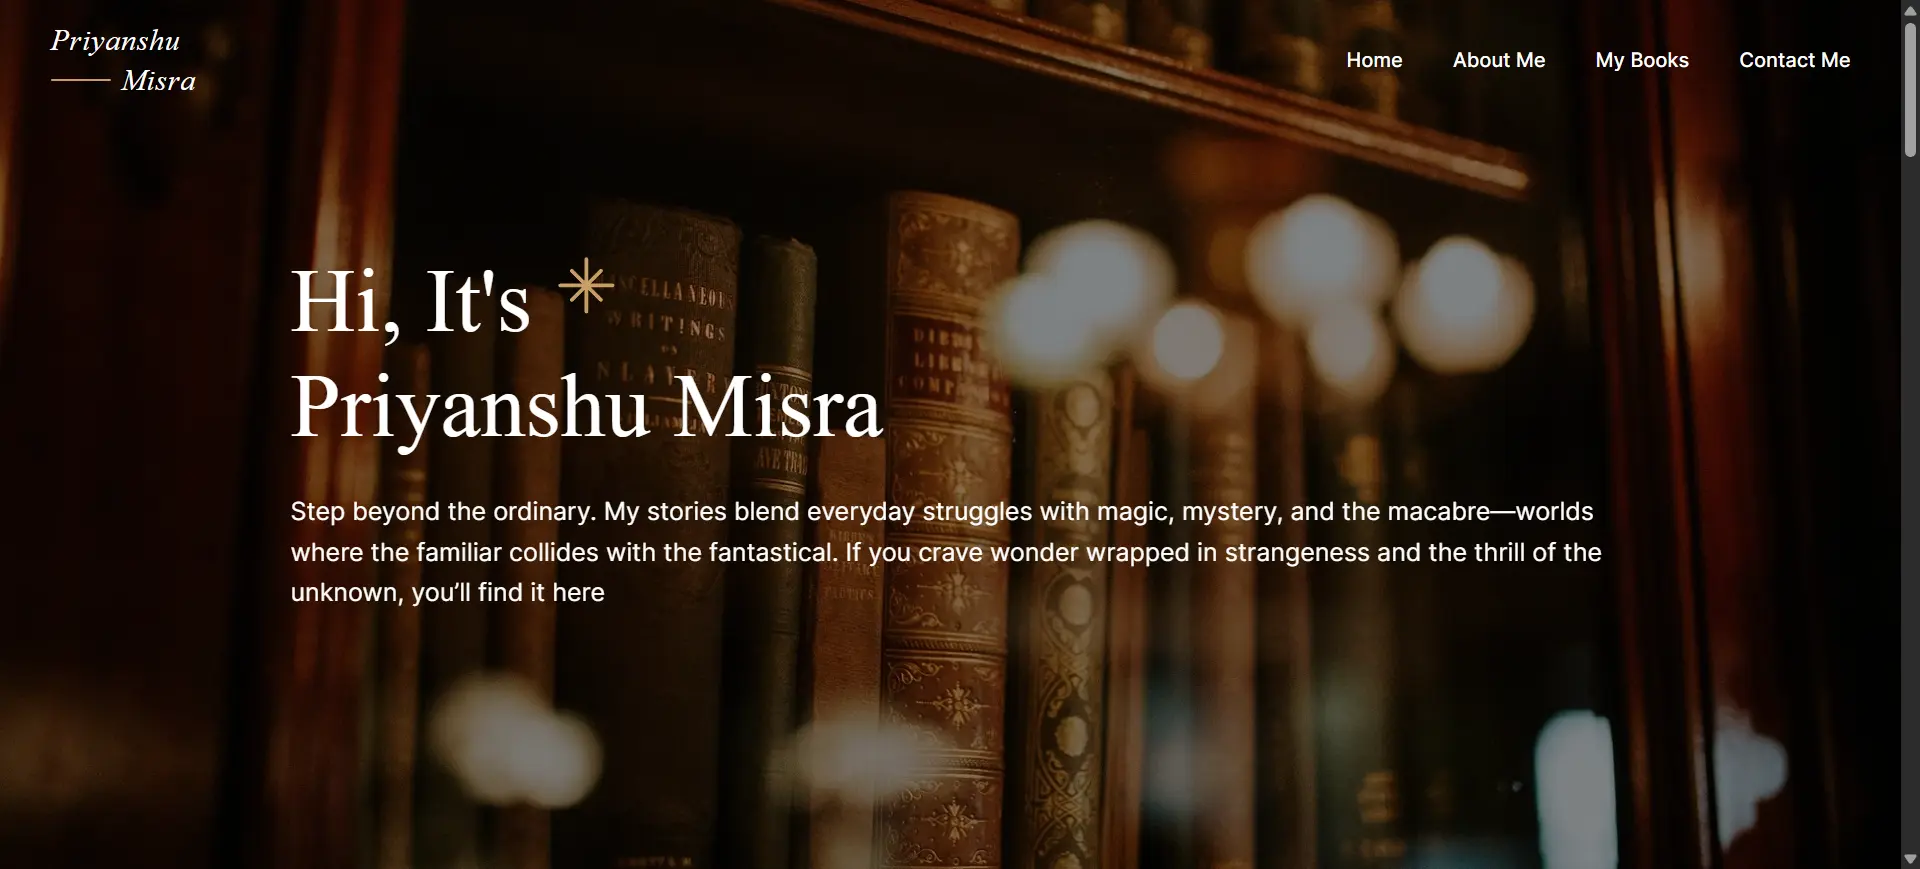 Priyanshu
Misra
Home About Me My Books Contact Me
Hi, It's
Priyanshu Misra
Step beyond the ordinary. My stories blend everyday struggles with magic, mystery, and the macabre—worlds
where the familiar collides with the fantastical. If you crave wonder wrapped in strangeness and the thrill of the
unknown, you’ll find it here
WRITINGS